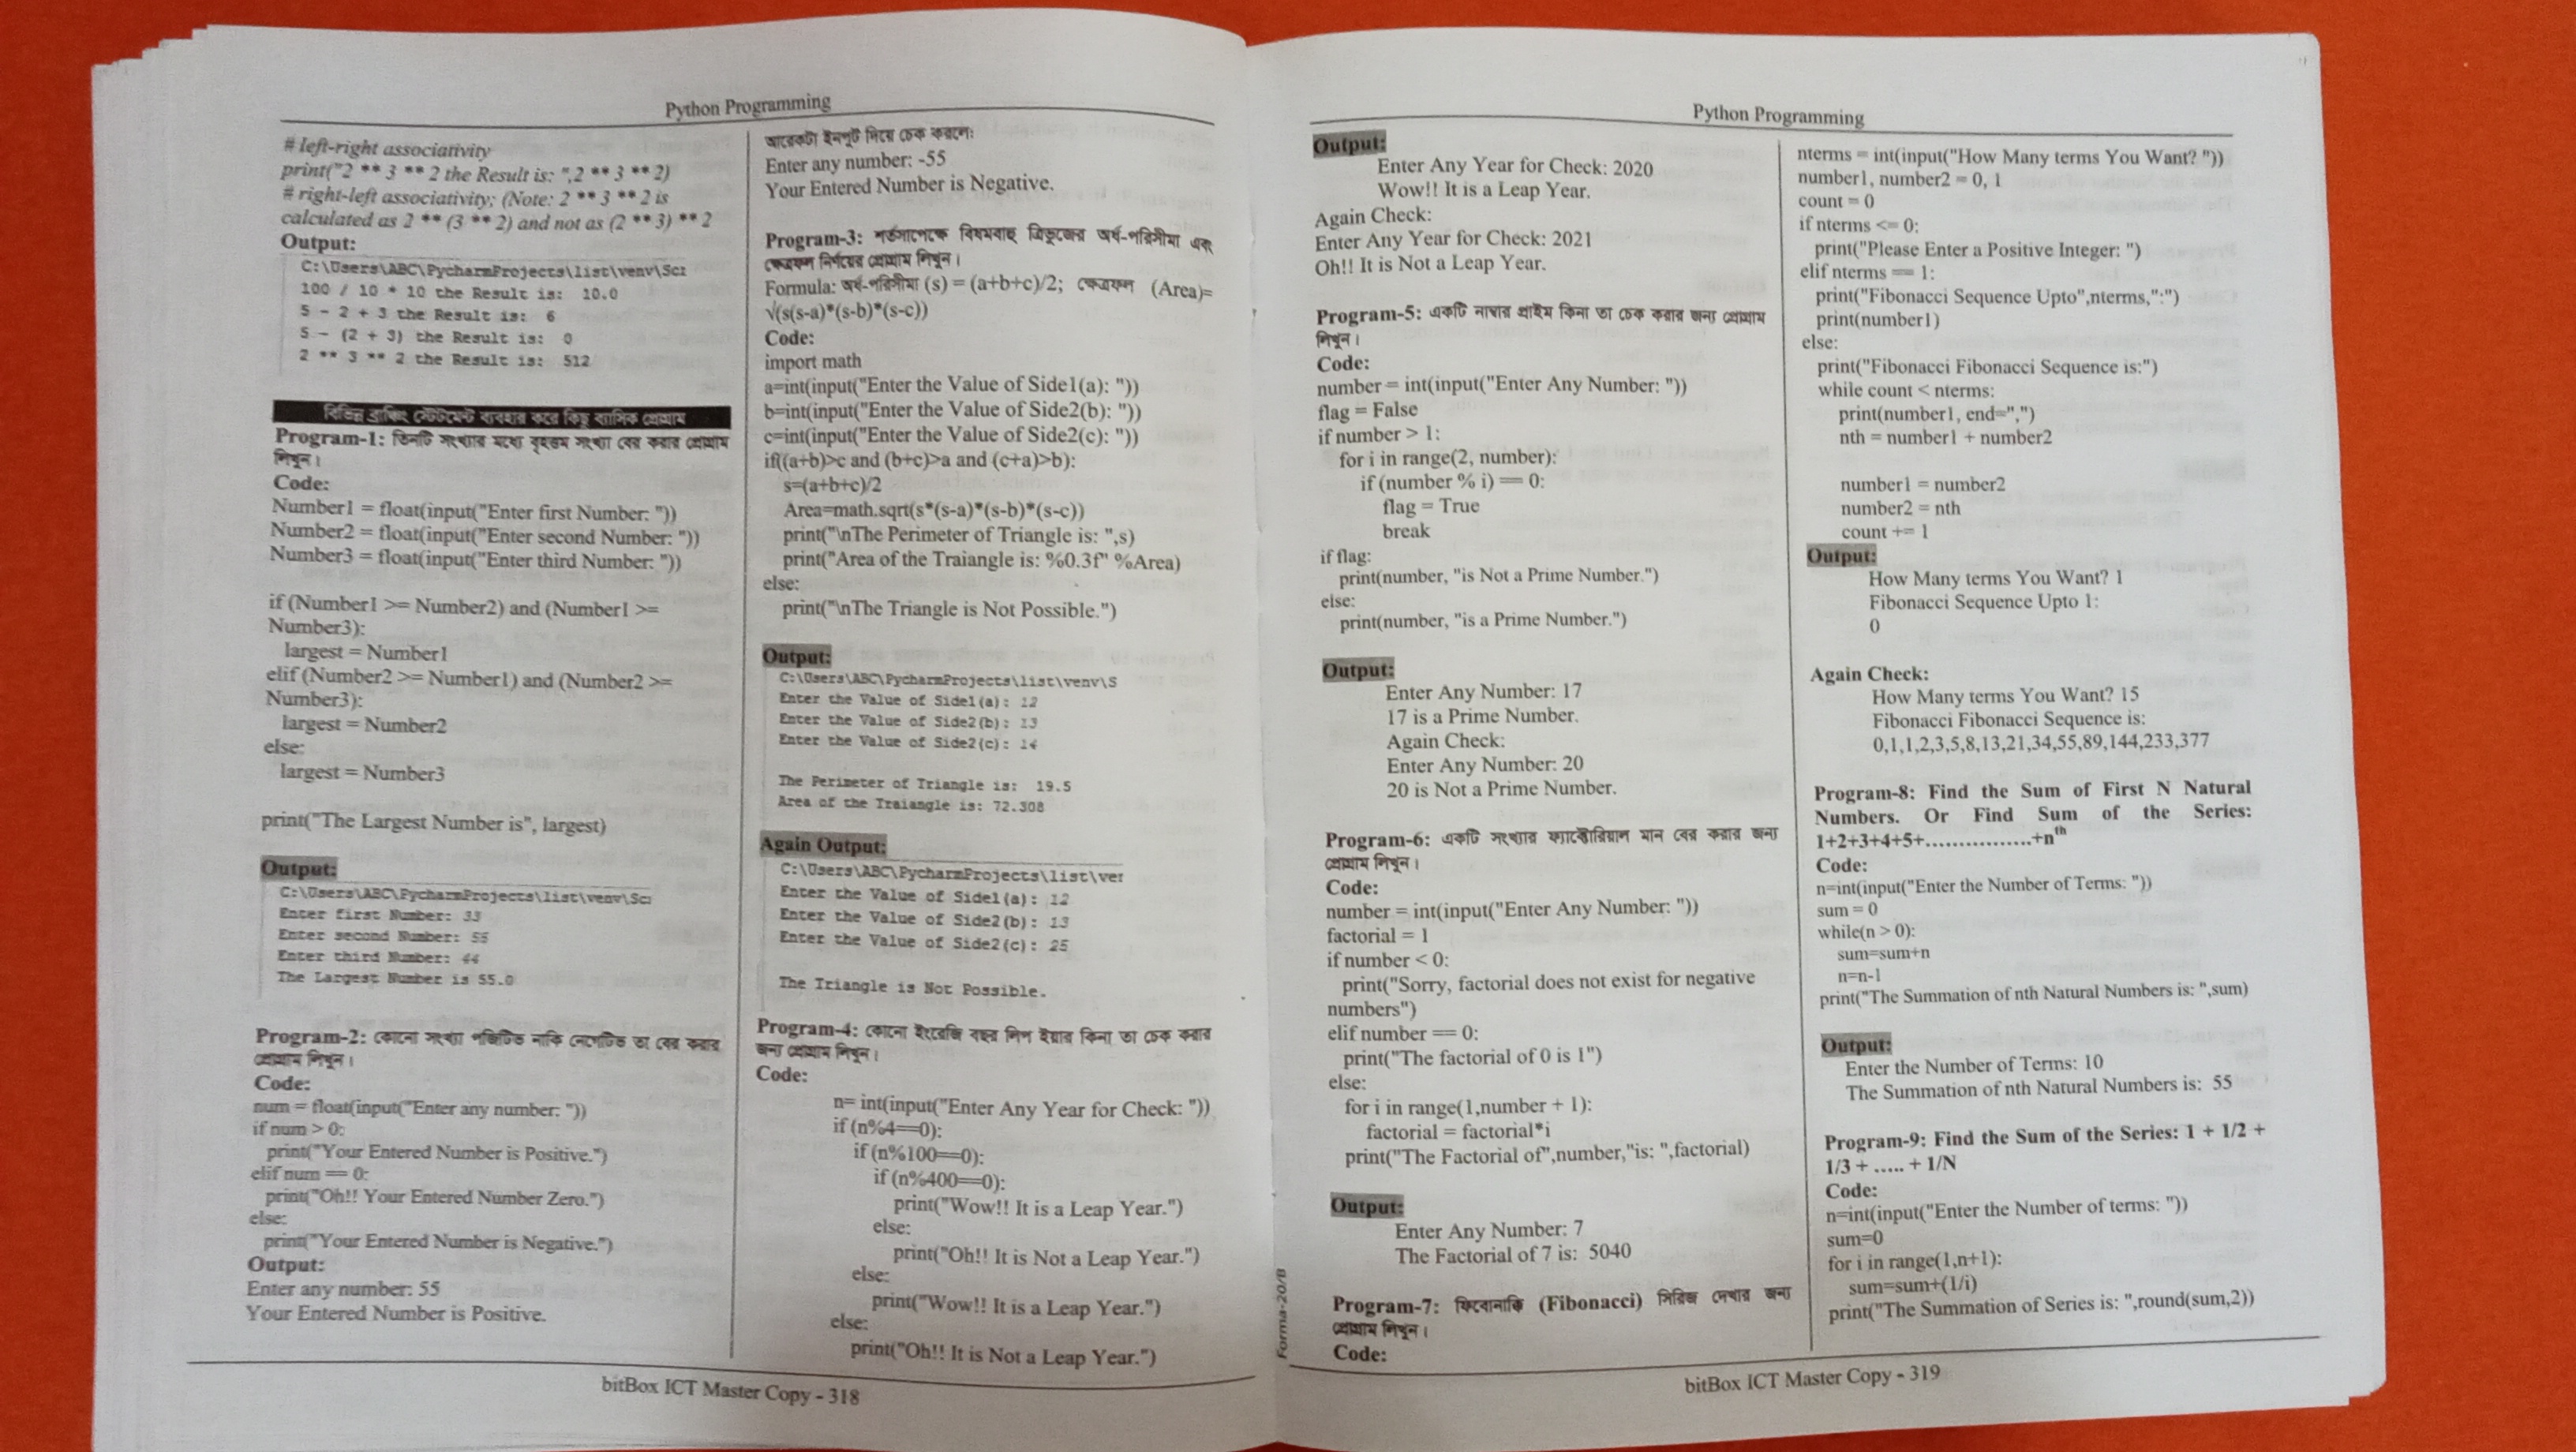 Python Programming
# left-right associativity
print("2 ** 3 ** 2 the Result is: ",2 ** 3 ** 2)
# right-left associativity; (Note: 2 ** 3 ** 2 is
calculated as 2 ** (3 ** 2) and not as (2 ** 3) ** 2
Output:
C:\Users\ABC\PycharmProjects\list\venv\Scr
100 / 10 * 10 the Result is:  10.0
5 - 2 + 3 the Result is:  6
5 - (2 + 3) the Result is:  0
2 ** 3 ** 2 the Result is:  512
বিভিন্ন ব্রাঞ্চিং স্টেটমেন্ট ব্যবহার করে কিছু ব্যাসিক প্রোগ্রাম
Program-1: তিনটি সংখ্যার মধ্যে বৃহত্তম সংখ্যা বের করার প্রোগ্রাম
লিখুন।
Code:
Number1 = float(input("Enter first Number: "))
Number2 = float(input("Enter second Number: "))
Number3 = float(input("Enter third Number: "))
if (Number1 >= Number2) and (Number1 >=
Number3):
largest = Number1
elif (Number2 >= Number1) and (Number2 >=
Number3):
largest = Number2
else:
largest = Number3
print("The Largest Number is", largest)
Output:
C:\Users\ABC\PycharmProjects\list\venv\Scr
Enter first Number: 33
Enter second Number: 55
Enter third Number: 44
The Largest Number is 55.0
Program-2: কোনো সংখ্যা পজিটিভ নাকি নেগেটিভ তা বের করার
প্রোগ্রাম লিখুন।
Code:
num = float(input("Enter any number: "))
if num > 0:
print("Your Entered Number is Positive.")
elif num == 0:
print("Oh!! Your Entered Number Zero.")
else:
print("Your Entered Number is Negative.")
Output:
Enter any number: 55
Your Entered Number is Positive.
আরেকটা ইনপুট দিয়ে চেক করলে:
Enter any number: -55
Your Entered Number is Negative.
Program-3: শর্তসাপেক্ষে বিষমবাহু ত্রিভুজের অর্ধ-পরিসীমা এবং
ক্ষেত্রফল নির্ণয়ের প্রোগ্রাম লিখুন।
Formula: অর্ধ-পরিসীমা (s) = (a+b+c)/2; ক্ষেত্রফল (Area)=
√(s(s-a)*(s-b)*(s-c))
Code:
import math
a=int(input("Enter the Value of Side1(a): "))
b=int(input("Enter the Value of Side2(b): "))
c=int(input("Enter the Value of Side2(c): "))
if((a+b)>c and (b+c)>a and (c+a)>b):
s=(a+b+c)/2
Area=math.sqrt(s*(s-a)*(s-b)*(s-c))
print("\nThe Perimeter of Triangle is: ",s)
print("Area of the Traiangle is: %0.3f" %Area)
else:
print("\nThe Triangle is Not Possible.")
Output:
C:\Users\ABC\PycharmProjects\list\venv\S
Enter the Value of Side1(a): 12
Enter the Value of Side2(b): 13
Enter the Value of Side2(c): 14
The Perimeter of Triangle is:  19.5
Area of the Traiangle is: 72.308
Again Output:
C:\Users\ABC\PycharmProjects\list\ver
Enter the Value of Side1(a): 12
Enter the Value of Side2(b): 13
Enter the Value of Side2(c): 25
The Triangle is Not Possible.
Program-4: কোনো ইংরেজি বছর লিপ ইয়ার কিনা তা চেক করার
জন্য প্রোগ্রাম লিখুন।
Code:
n= int(input("Enter Any Year for Check: "))
if (n%4==0):
if (n%100==0):
if (n%400==0):
print("Wow!! It is a Leap Year.")
else:
print("Oh!! It is Not a Leap Year.")
else:
print("Wow!! It is a Leap Year.")
else:
print("Oh!! It is Not a Leap Year.")
bitBox ICT Master Copy - 318
Python Programming
Output:
Enter Any Year for Check: 2020
Wow!! It is a Leap Year.
Again Check:
Enter Any Year for Check: 2021
Oh!! It is Not a Leap Year.
Program-5: একটি নাম্বার প্রাইম কিনা তা চেক করার জন্য প্রোগ্রাম
লিখুন।
Code:
number = int(input("Enter Any Number: "))
flag = False
if number > 1:
for i in range(2, number):
if (number % i) == 0:
flag = True
break
if flag:
print(number, "is Not a Prime Number.")
else:
print(number, "is a Prime Number.")
Output:
Enter Any Number: 17
17 is a Prime Number.
Again Check:
Enter Any Number: 20
20 is Not a Prime Number.
Program-6: একটি সংখ্যার ফ্যাক্টোরিয়াল মান বের করার জন্য
প্রোগ্রাম লিখুন।
Code:
number = int(input("Enter Any Number: "))
factorial = 1
if number < 0:
print("Sorry, factorial does not exist for negative
numbers")
elif number == 0:
print("The factorial of 0 is 1")
else:
for i in range(1,number + 1):
factorial = factorial*i
print("The Factorial of",number,"is: ",factorial)
Output:
Enter Any Number: 7
The Factorial of 7 is:  5040
Program-7: ফিবোনাক্কি (Fibonacci) সিরিজ দেখার জন্য
প্রোগ্রাম লিখুন।
Code:
Forma-20/B
nterms = int(input("How Many terms You Want? "))
number1, number2 = 0, 1
count = 0
if nterms <= 0:
print("Please Enter a Positive Integer: ")
elif nterms == 1:
print("Fibonacci Sequence Upto",nterms,":")
print(number1)
else:
print("Fibonacci Fibonacci Sequence is:")
while count < nterms:
print(number1, end=",")
nth = number1 + number2
number1 = number2
number2 = nth
count += 1
Output:
How Many terms You Want? 1
Fibonacci Sequence Upto 1:
0
Again Check:
How Many terms You Want? 15
Fibonacci Fibonacci Sequence is:
0,1,1,2,3,5,8,13,21,34,55,89,144,233,377
Program-8: Find the Sum of First N Natural
Numbers. Or Find Sum of the Series:
1+2+3+4+5+................+nth
Code:
n=int(input("Enter the Number of Terms: "))
sum = 0
while(n > 0):
sum=sum+n
n=n-1
print("The Summation of nth Natural Numbers is: ",sum)
Output:
Enter the Number of Terms: 10
The Summation of nth Natural Numbers is:  55
Program-9: Find the Sum of the Series: 1 + 1/2 +
1/3 + ..... + 1/N
Code:
n=int(input("Enter the Number of terms: "))
sum=0
for i in range(1,n+1):
sum=sum+(1/i)
print("The Summation of Series is: ",round(sum,2))
bitBox ICT Master Copy - 319